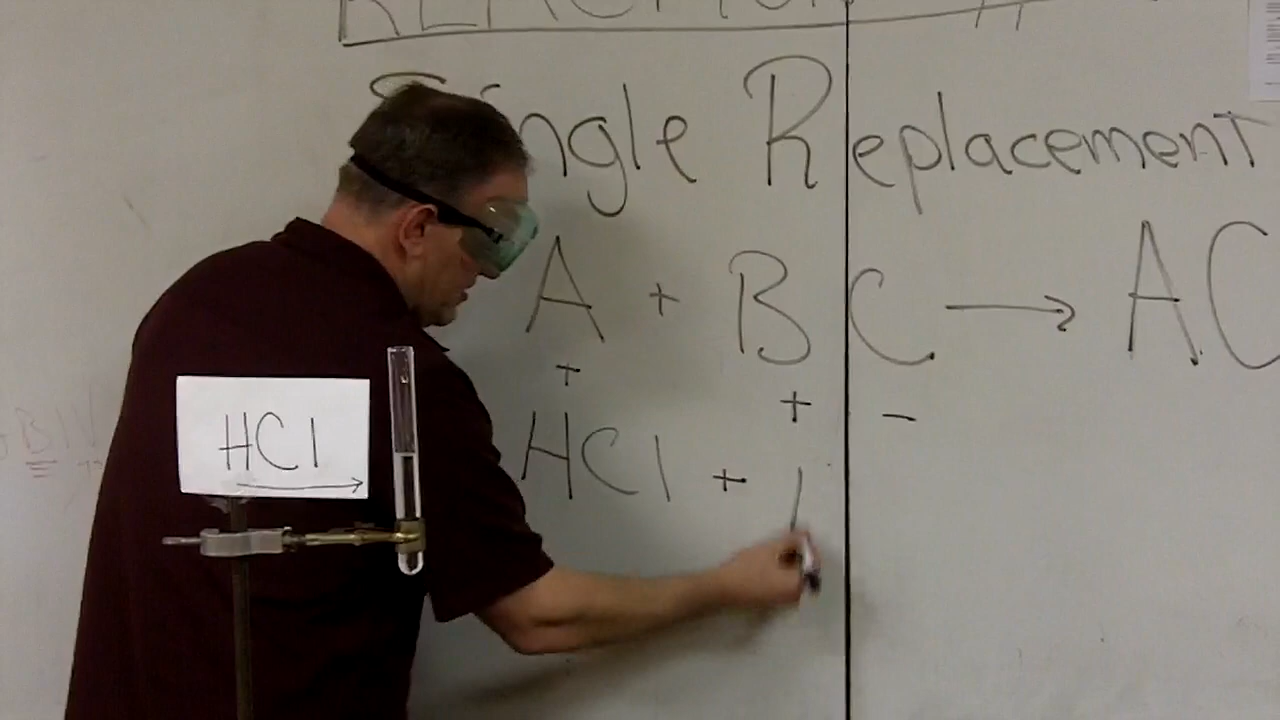 Single Replacement
A + BC → AC
+ + -
HCl +
HCl